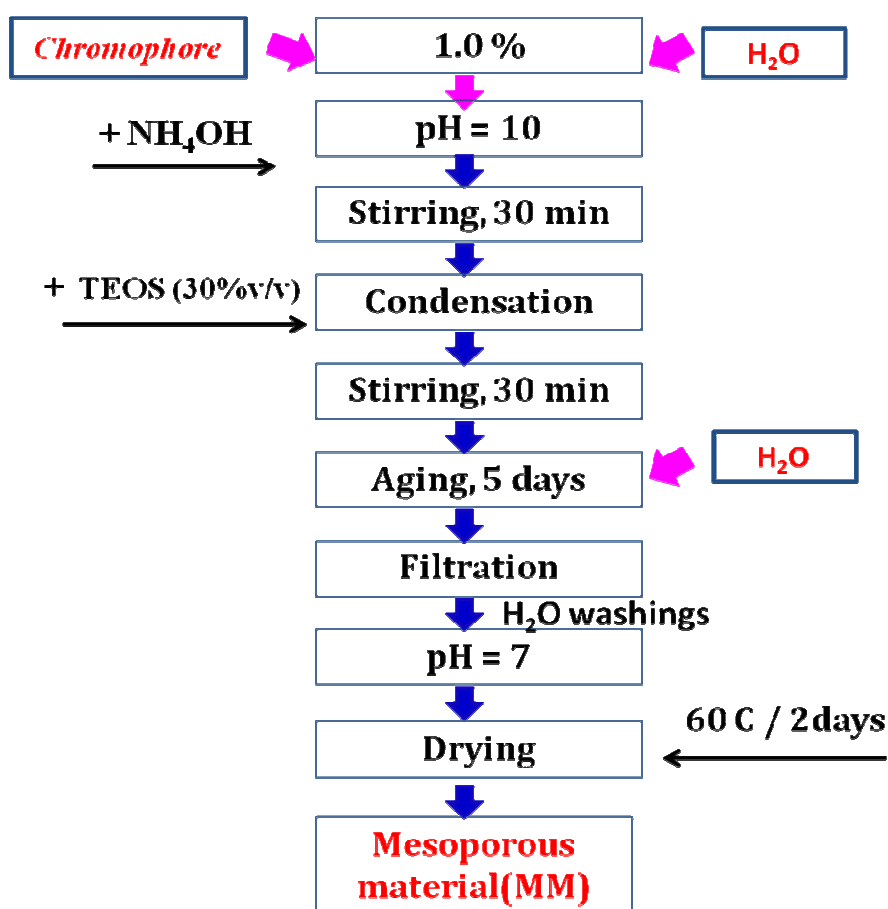 Chromophore
1.0 %
H₂O
+ NH₄OH
pH = 10
Stirring, 30 min
+ TEOS (30%v/v)
Condensation
Stirring, 30 min
Aging, 5 days
H₂O
Filtration
H₂O washings
pH = 7
60 C / 2days
Drying
Mesoporous
material(MM)